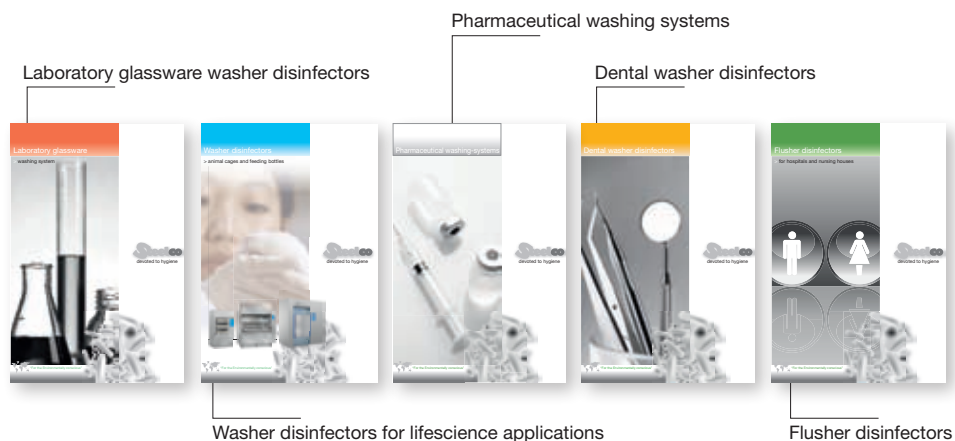 Pharmaceutical washing systems
Laboratory glassware washer disinfectors
Dental washer disinfectors
Laboratory glassware
washing system
Washer disinfectors
> animal cages and feeding bottles
Pharmaceutical washing systems
Dental washer disinfectors
Flusher disinfectors
for hospitals and nursing houses
devoted to hygiene
devoted to hygiene
devoted to hygiene
devoted to hygiene
devoted to hygiene
Washer disinfectors for lifescience applications
Flusher disinfectors